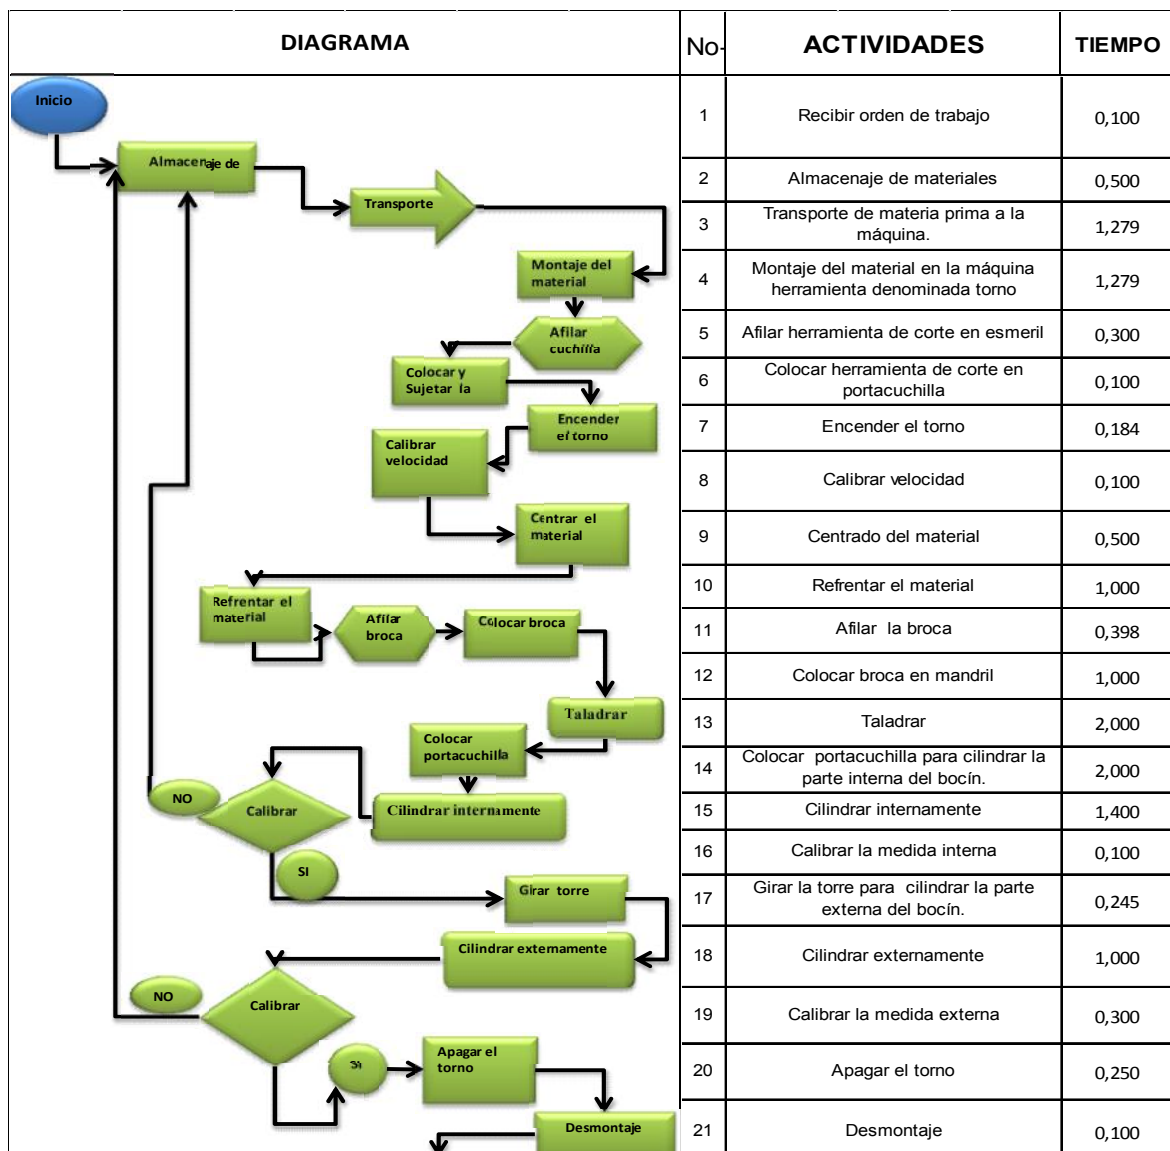 DIAGRAMA
No-
ACTIVIDADES
TIEMPO
Inicio
Almacenaje de
Transporte
Montaje del
material
Afilar
cuchilla
Colocar y
Sujetar la
Encender
el torno
Calibrar
velocidad
Centrar el
material
Refrentar el
material
Afilar
broca
Colocar broca
Taladrar
Colocar
portacuchilla
Cilindrar internamente
NO
Calibrar
SI
Girar torre
Cilindrar externamente
NO
Calibrar
SI
Apagar el
torno
Desmontaje
1
Recibir orden de trabajo
0,100
2
Almacenaje de materiales
0,500
3
Transporte de materia prima a la
máquina.
1,279
4
Montaje del material en la máquina
herramienta denominada torno
1,279
5
Afilar herramienta de corte en esmeril
0,300
6
Colocar herramienta de corte en
portacuchilla
0,100
7
Encender el torno
0,184
8
Calibrar velocidad
0,100
9
Centrado del material
0,500
10
Refrentar el material
1,000
11
Afilar la broca
0,398
12
Colocar broca en mandril
1,000
13
Taladrar
2,000
14
Colocar portacuchilla para cilindrar la
parte interna del bocín.
2,000
15
Cilindrar internamente
1,400
16
Calibrar la medida interna
0,100
17
Girar la torre para cilindrar la parte
externa del bocín.
0,245
18
Cilindrar externamente
1,000
19
Calibrar la medida externa
0,300
20
Apagar el torno
0,250
21
Desmontaje
0,100